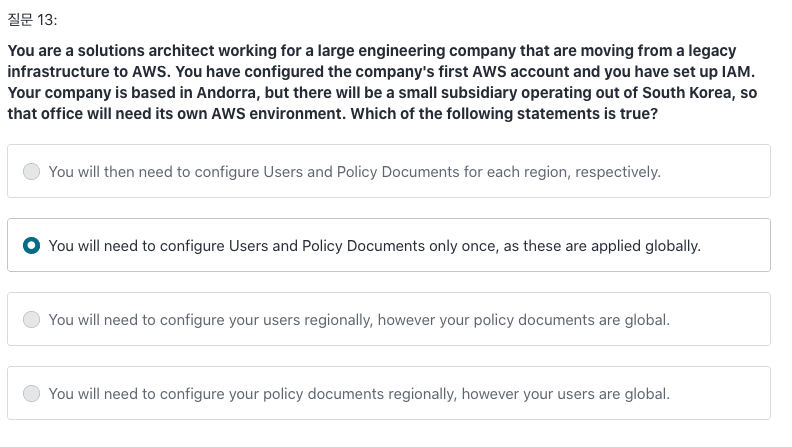 질문 13:
You are a solutions architect working for a large engineering company that are moving from a legacy
infrastructure to AWS. You have configured the company's first AWS account and you have set up IAM.
Your company is based in Andorra, but there will be a small subsidiary operating out of South Korea, so
that office will need its own AWS environment. Which of the following statements is true?
You will then need to configure Users and Policy Documents for each region, respectively.
You will need to configure Users and Policy Documents only once, as these are applied globally.
You will need to configure your users regionally, however your policy documents are global.
You will need to configure your policy documents regionally, however your users are global.